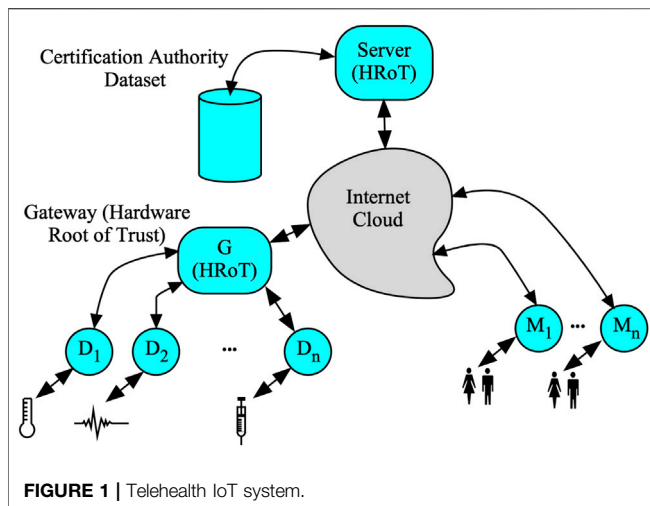 Server
(HRoT)
Certification Authority
Dataset
Internet
Cloud
Gateway (Hardware
Root of Trust)
G
(HRoT)
D1
D2
...
Dn
M1
...
Mn
FIGURE 1 | Telehealth IoT system.